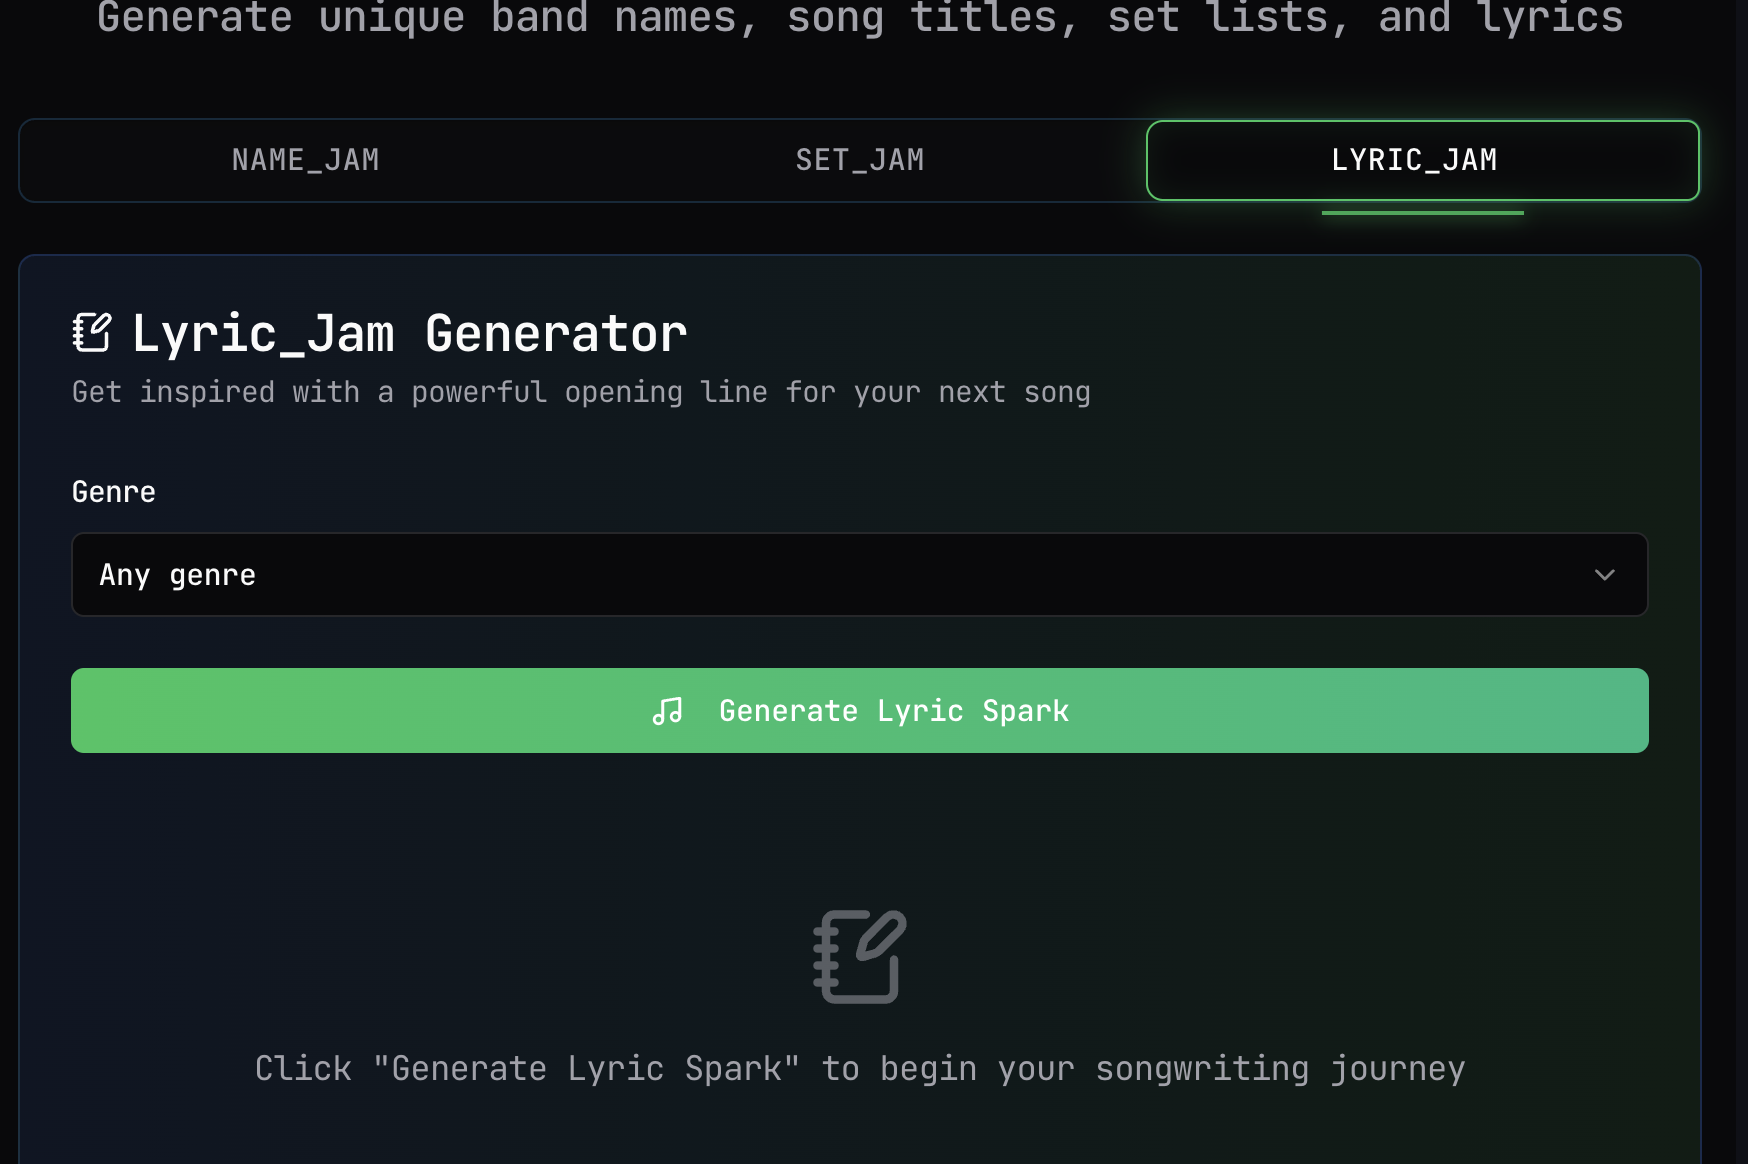 Generate unique band names, song titles, set lists, and lyrics
NAME_JAM
SET_JAM
LYRIC_JAM
Lyric_Jam Generator
Get inspired with a powerful opening line for your next song
Genre
Any genre
Generate Lyric Spark
Click "Generate Lyric Spark" to begin your songwriting journey